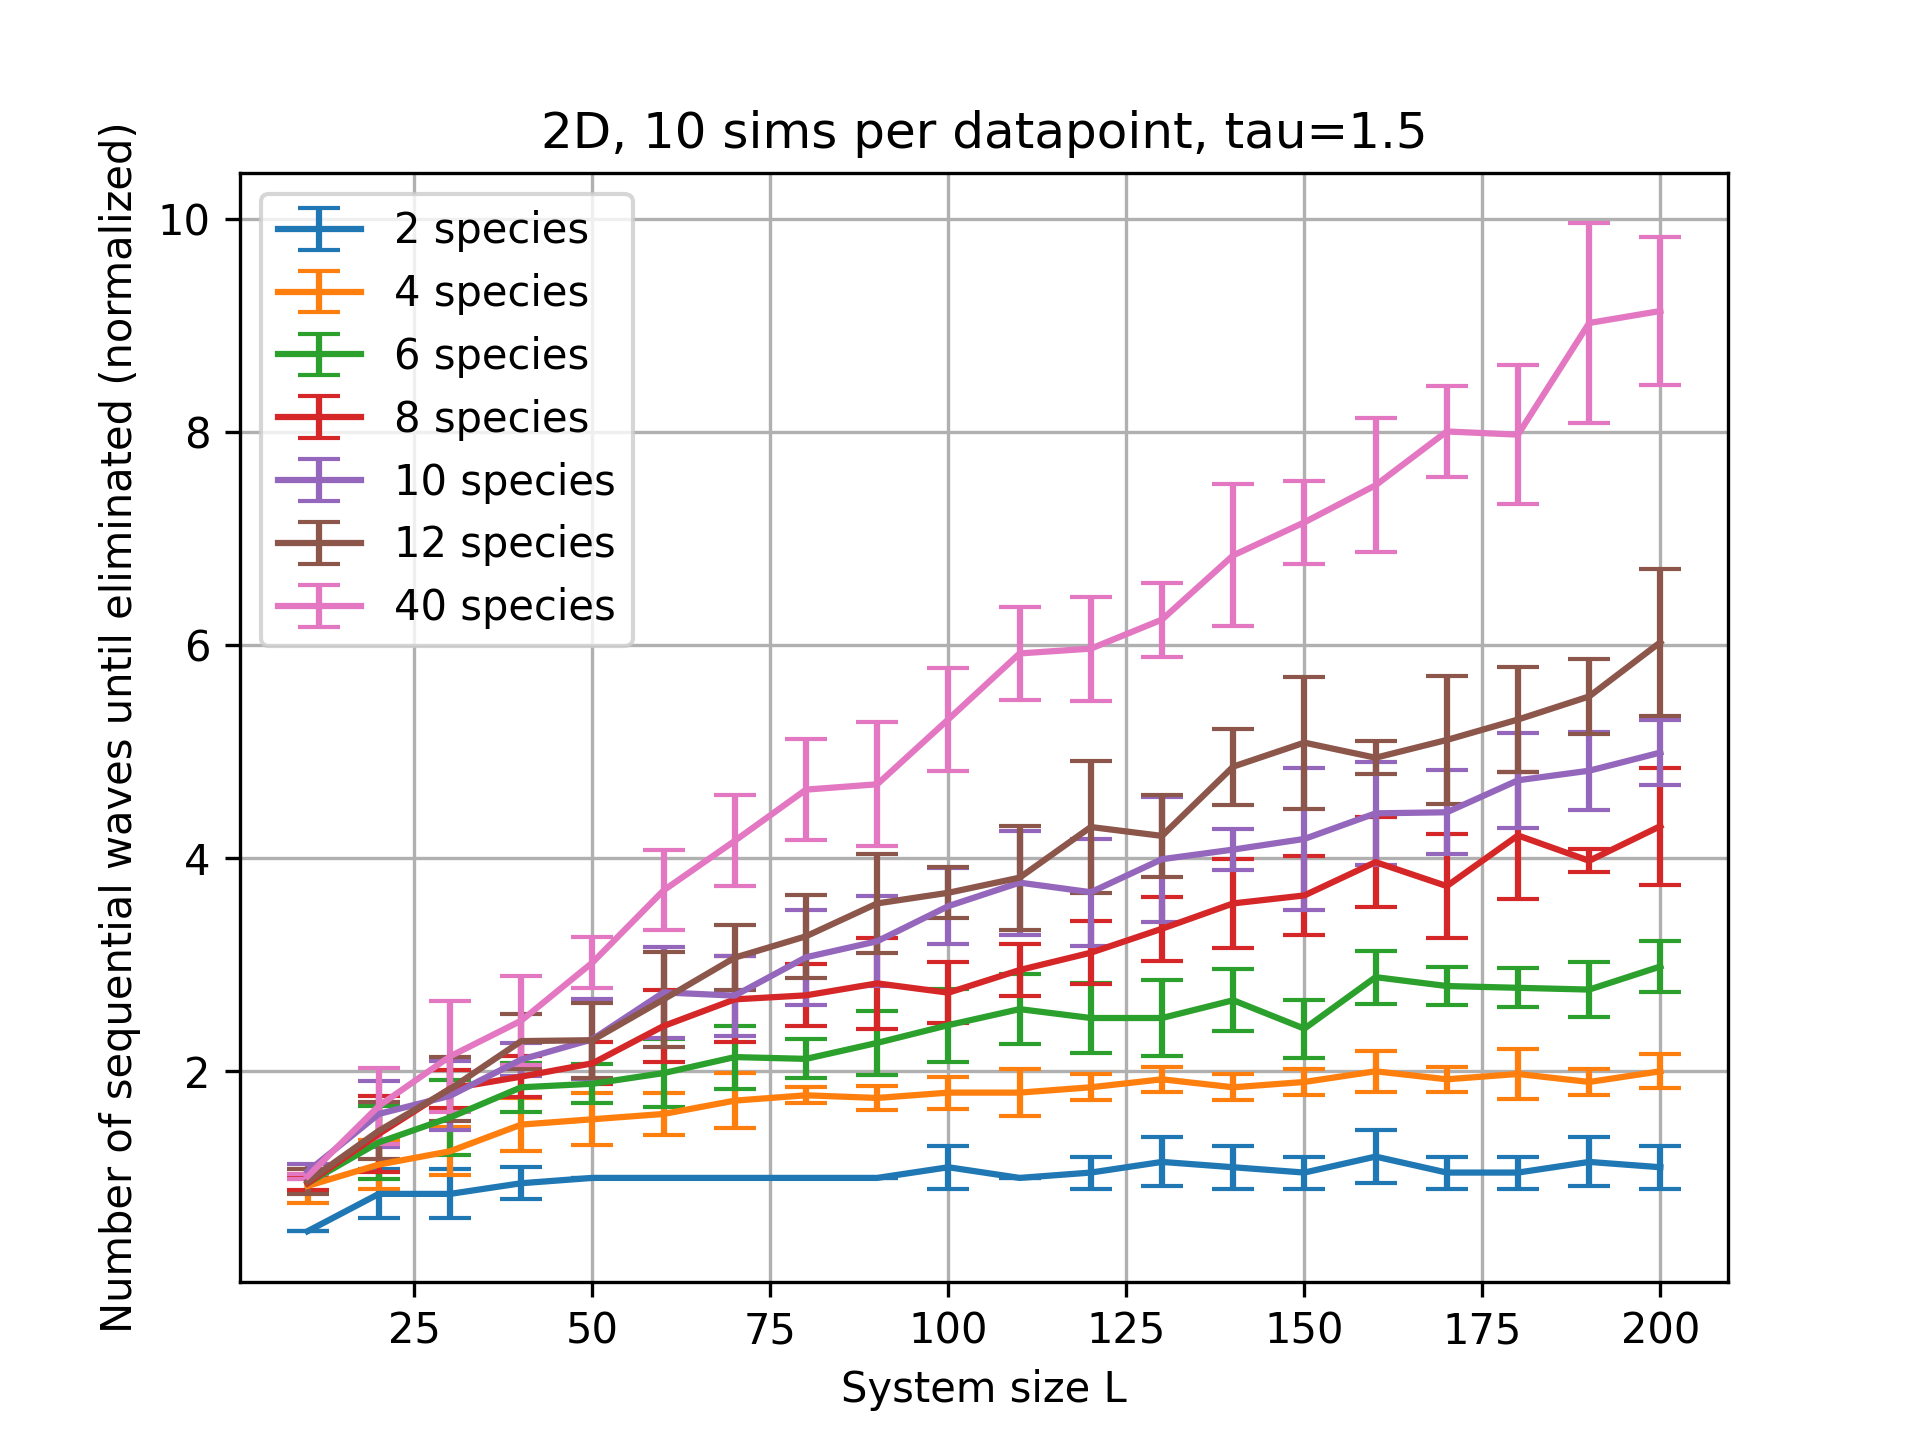 2D, 10 sims per datapoint, tau=1.5
Number of sequential waves until eliminated (normalized)
10
8
6
4
2
2 species
4 species
6 species
8 species
10 species
12 species
40 species
25 50 75 100 125 150 175 200
System size L